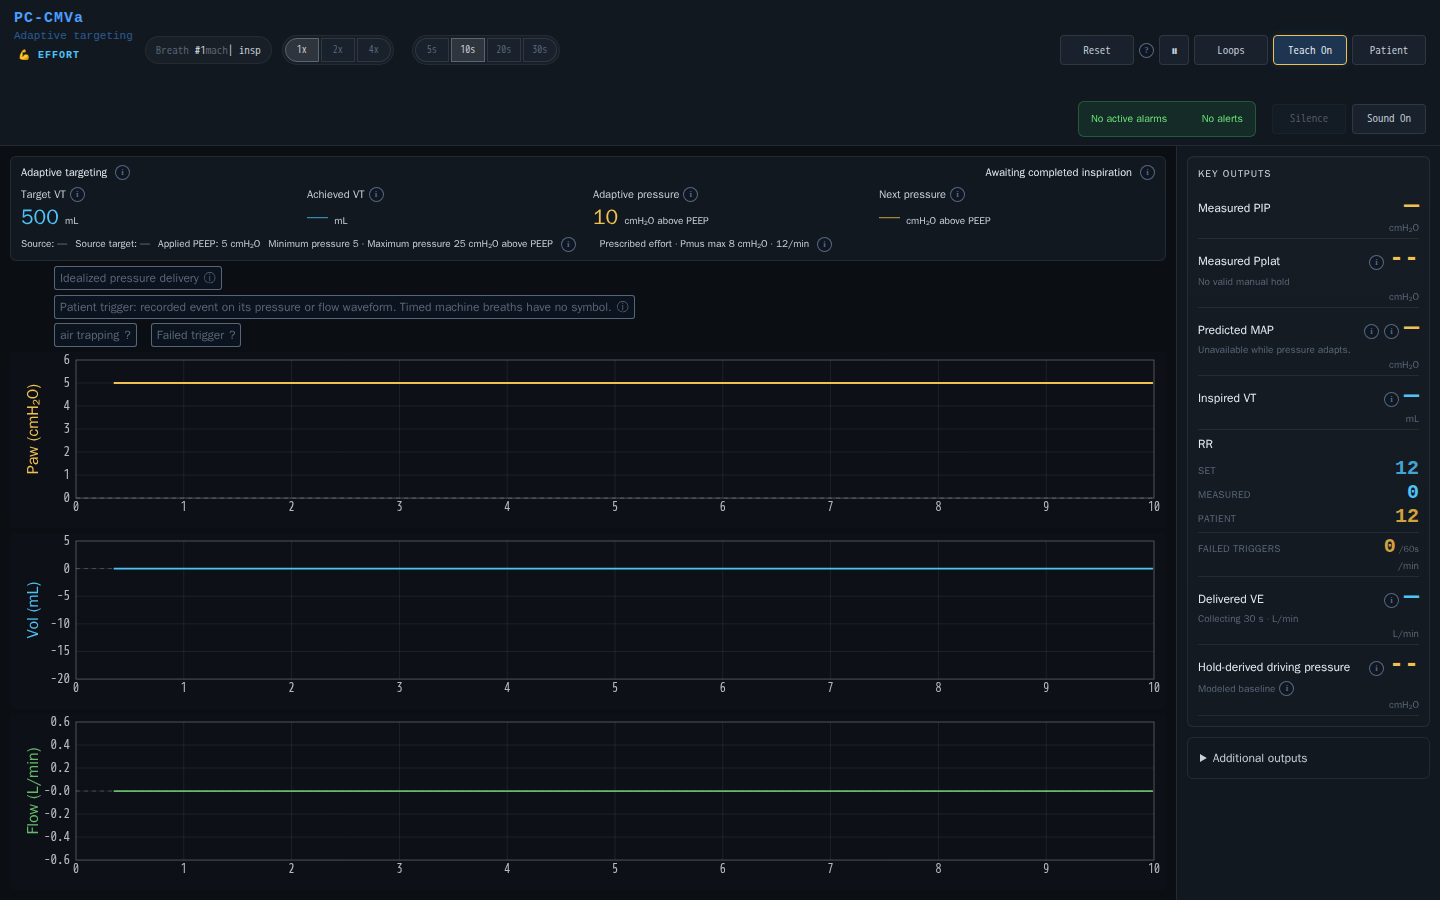 PC-CMVa
Adaptive targeting
💪 EFFORT
Breath #1 mach | insp
1x 2x 4x
5s 10s 20s 30s
Reset ? ⏸ Loops Teach On Patient
No active alarms No alerts
Silence Sound On
Adaptive targeting ⓘ Awaiting completed inspiration ⓘ
Target VT ⓘ Achieved VT ⓘ Adaptive pressure ⓘ Next pressure ⓘ
500 mL — mL 10 cmH₂O above PEEP — cmH₂O above PEEP
Source: — Source target: — Applied PEEP: 5 cmH₂O Minimum pressure 5 · Maximum pressure 25 cmH₂O above PEEP ⓘ Prescribed effort · Pmus max 8 cmH₂O · 12/min ⓘ
Idealized pressure delivery ⓘ
Patient trigger: recorded event on its pressure or flow waveform. Timed machine breaths have no symbol. ⓘ
air trapping ? Failed trigger ?
Paw (cmH₂O)
6
5
4
3
2
1
0
0 1 2 3 4 5 6 7 8 9 10
Vol (mL)
5
0
-5
-10
-15
-20
0 1 2 3 4 5 6 7 8 9 10
Flow (L/min)
0.6
0.4
0.2
-0.0
-0.2
-0.4
-0.6
0 1 2 3 4 5 6 7 8 9 10
KEY OUTPUTS
Measured PIP —
cmH₂O
Measured Pplat ⓘ --
No valid manual hold
cmH₂O
Predicted MAP ⓘ ⓘ —
Unavailable while pressure adapts.
cmH₂O
Inspired VT ⓘ —
mL
RR
SET 12
MEASURED 0
PATIENT 12
FAILED TRIGGERS 0 /60s
/min
Delivered VE ⓘ —
Collecting 30 s · L/min
L/min
Hold-derived driving pressure ⓘ --
Modeled baseline ⓘ
cmH₂O
▶ Additional outputs